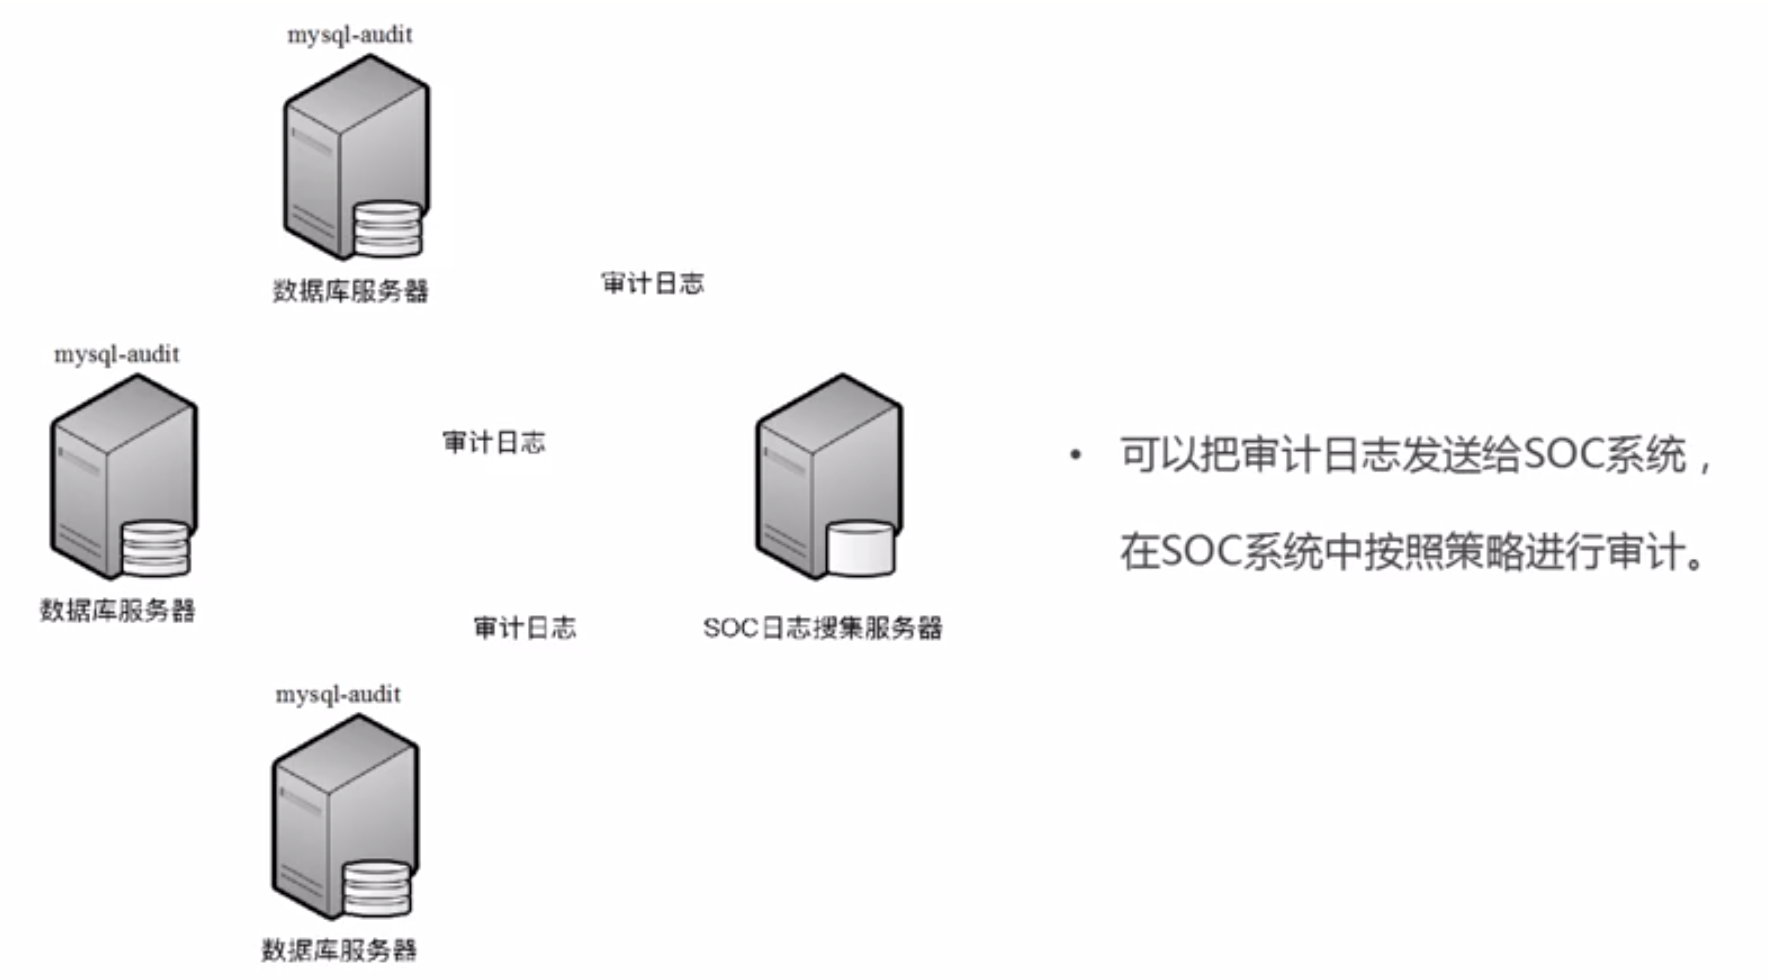 mysql-audit
数据库服务器
审计日志
mysql-audit
数据库服务器
审计日志
审计日志
SOC日志搜集服务器
mysql-audit
数据库服务器
• 可以把审计日志发送给SOC系统，
在SOC系统中按照策略进行审计。